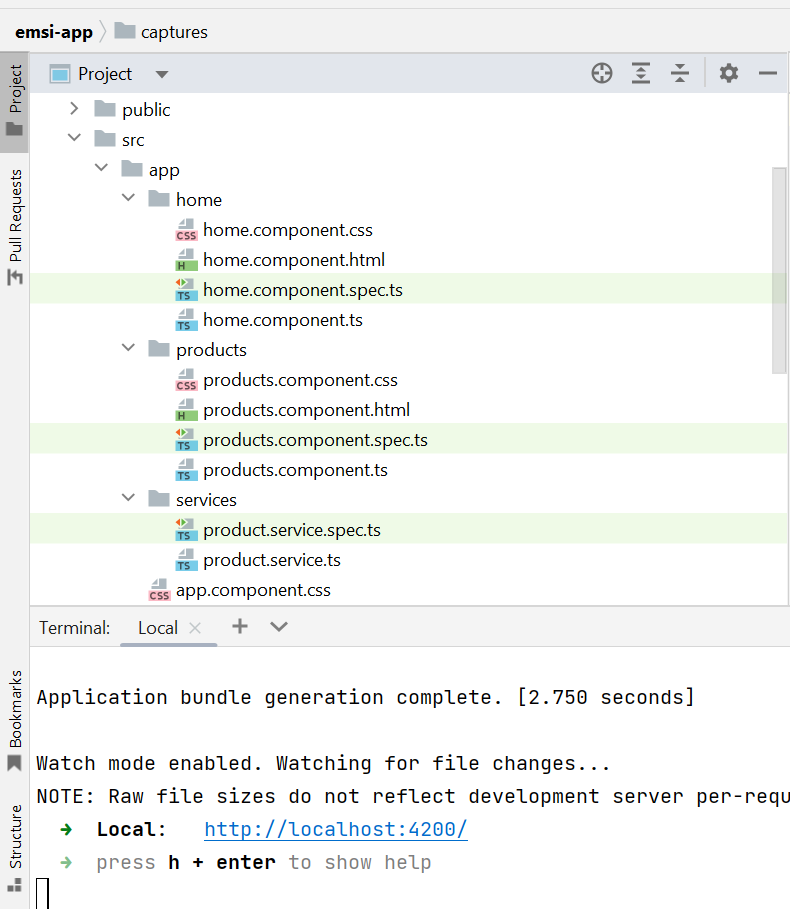 emsi-app captures
Project
Project
public
src
app
home
CSS home.component.css
H home.component.html
TS home.component.spec.ts
TS home.component.ts
products
CSS products.component.css
H products.component.html
TS products.component.spec.ts
TS products.component.ts
services
TS product.service.spec.ts
TS product.service.ts
CSS app.component.css
Pull Requests
Terminal: Local
Application bundle generation complete. [2.750 seconds]
Watch mode enabled. Watching for file changes...
NOTE: Raw file sizes do not reflect development server per-requ
➜ Local: http://localhost:4200/
➜ press h + enter to show help
Bookmarks
Structure